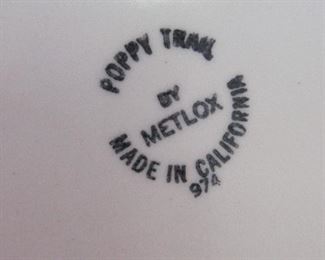 POPPY TRAIL
BY
METLOX
MADE IN CALIFORNIA
974